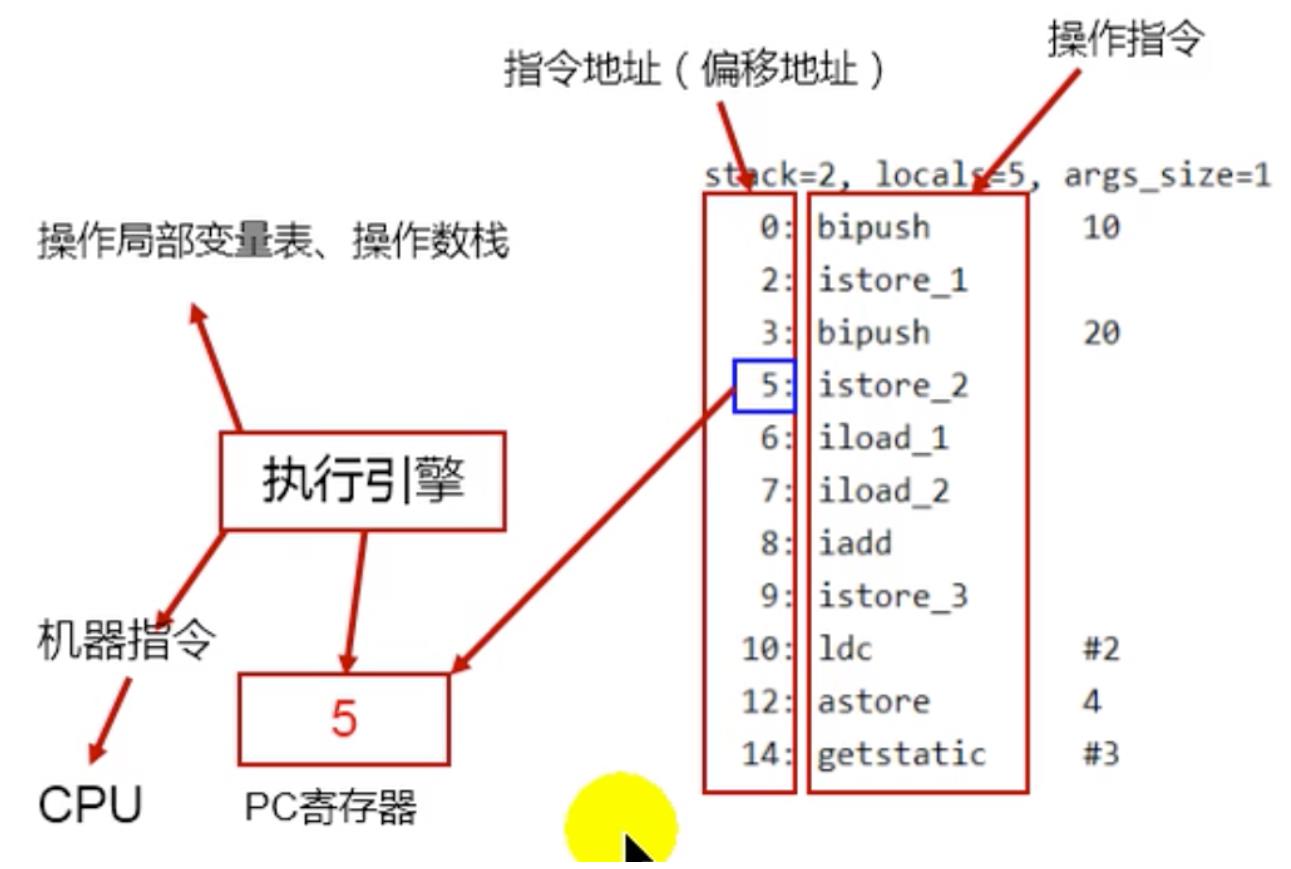 操作指令
指令地址（偏移地址）
stack=2, locals=5, args_size=1
0: bipush 10
2: istore_1
3: bipush 20
5: istore_2
6: iload_1
7: iload_2
8: iadd
9: istore_3
10: ldc #2
12: astore 4
14: getstatic #3
操作局部变量表、操作数栈
执行引擎
机器指令
5
CPU
PC寄存器